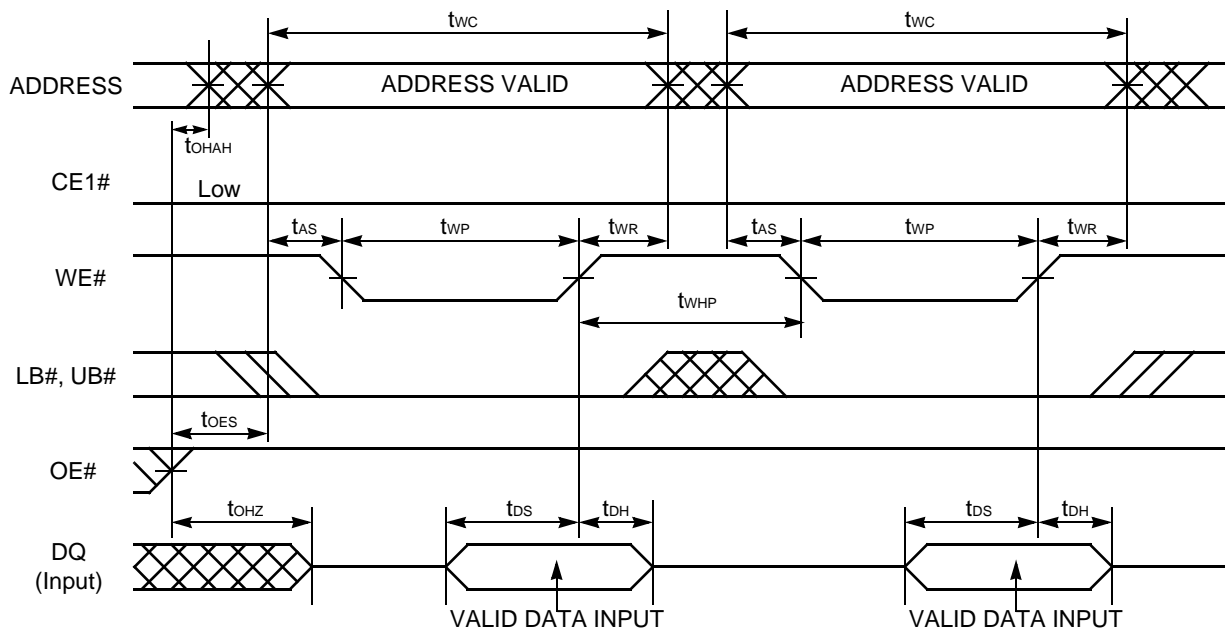 tWC tWC
ADDRESS ADDRESS VALID ADDRESS VALID
tOHAH
CE1# Low
tAS tWP tWR tAS tWP tWR
WE#
tWHP
LB#, UB#
tOES
OE#
tOHZ tDS tDH tDS tDH
DQ
(Input)
VALID DATA INPUT VALID DATA INPUT